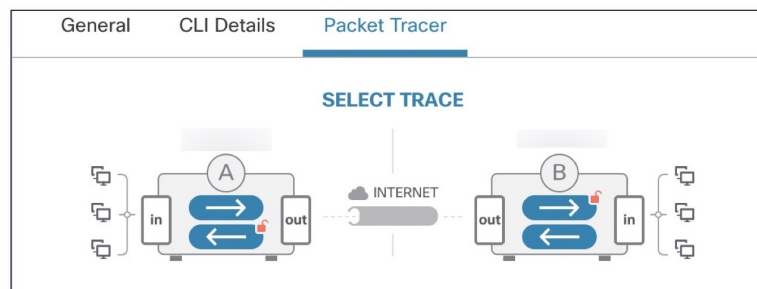 General CLI Details Packet Tracer
SELECT TRACE
A B
INTERNET
in out out in